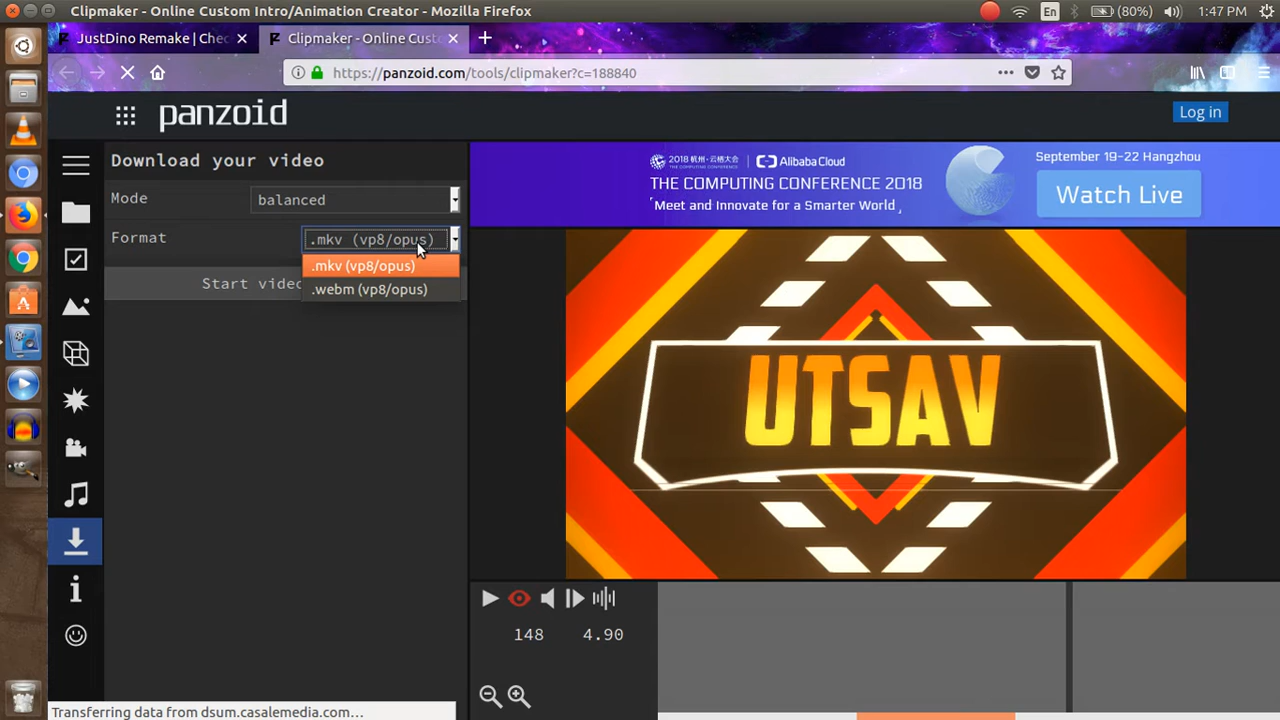 Clipmaker - Online Custom Intro/Animation Creator - Mozilla Firefox
En
(80%)
1:47 PM
JustDino Remake | Chec
Clipmaker - Online Custo
https://panzoid.com/tools/clipmaker?c=188840
panzoid
Log in
Download your video
Mode
balanced
Format
.mkv (vp8/opus)
.mkv (vp8/opus)
.webm (vp8/opus)
Start video
2018 杭州·云栖大会
Alibaba Cloud
THE COMPUTING CONFERENCE 2018
「Meet and Innovate for a Smarter World」
September 19-22 Hangzhou
Watch Live
UTSAV
148
4.90
Transferring data from dsum.casalemedia.com…